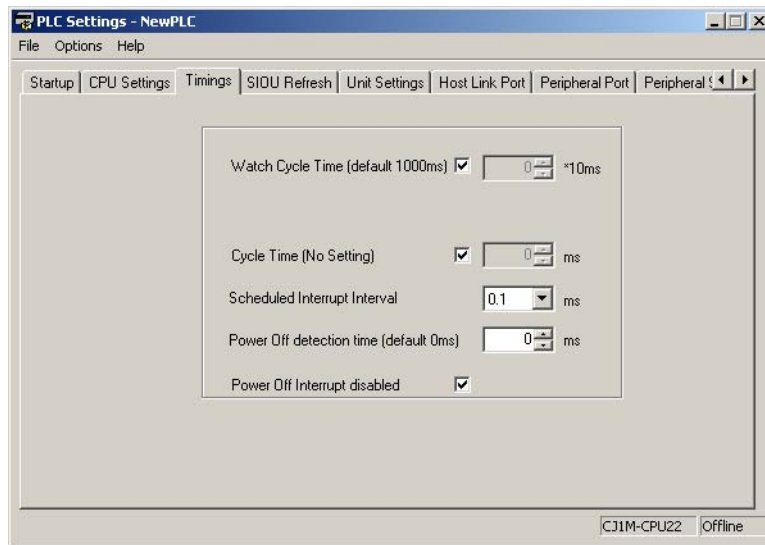 PLC Settings - NewPLC
File Options Help
Startup CPU Settings Timings SIOU Refresh Unit Settings Host Link Port Peripheral Port Peripheral
Watch Cycle Time (default 1000ms) 0 *10ms
Cycle Time (No Setting) 0 ms
Scheduled Interrupt Interval 0.1 ms
Power Off detection time (default 0ms) 0 ms
Power Off Interrupt disabled
CJ1M-CPU22 Offline